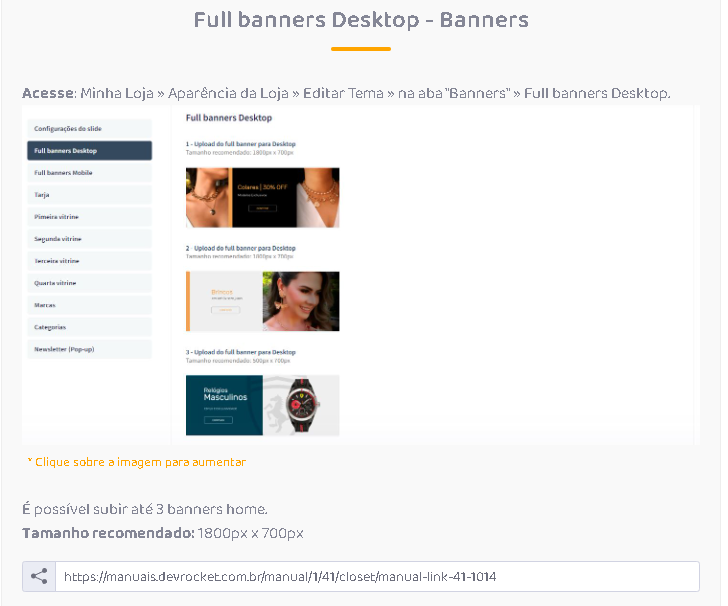 Full banners Desktop - Banners
Acesse: Minha Loja » Aparência da Loja » Editar Tema » na aba "Banners" » Full banners Desktop.
Configurações do slide
Full banners Desktop
Full banners Mobile
Tarja
Pimeira vitrine
Segunda vitrine
Terceira vitrine
Quarta vitrine
Marcas
Categorias
Newsletter (Pop-up)
Full banners Desktop
1 - Upload do full banner para Desktop
Tamanho recomendado: 1800px x 700px
Colares | 30% OFF
2 - Upload do full banner para Desktop
Tamanho recomendado: 1800px x 700px
Brincos
3 - Upload do full banner para Desktop
Tamanho recomendado: 500px x 700px
Relógios
Masculinos
* Clique sobre a imagem para aumentar
É possível subir até 3 banners home.
Tamanho recomendado: 1800px x 700px
https://manuais.devrocket.com.br/manual/1/41/closet/manual-link-41-1014